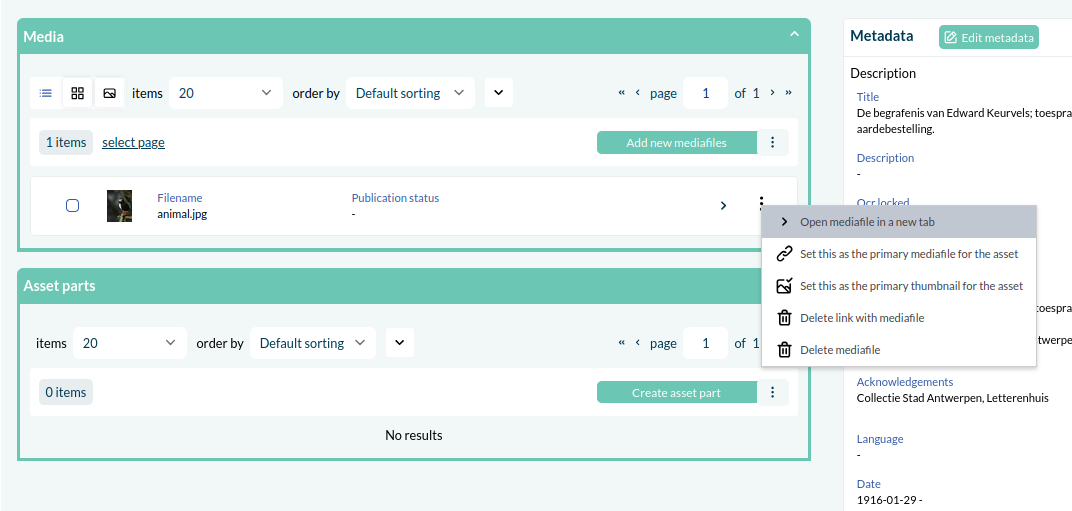 Media
items 20 order by Default sorting « ‹ page 1 of 1 › »
1 items select page Add new mediafiles
Filename Publication status
animal.jpg -
Open mediafile in a new tab
Set this as the primary mediafile for the asset
Set this as the primary thumbnail for the asset
Delete link with mediafile
Delete mediafile
Asset parts
items 20 order by Default sorting « ‹ page 1 of 1
0 items Create asset part
No results
Metadata Edit metadata
Description
Title
De begrafenis van Edward Keurvels; toespra
aardebestelling.
Description
-
Ocr locked
toespra
twerpe
Acknowledgements
Collectie Stad Antwerpen, Letterenhuis
Language
-
Date
1916-01-29 -